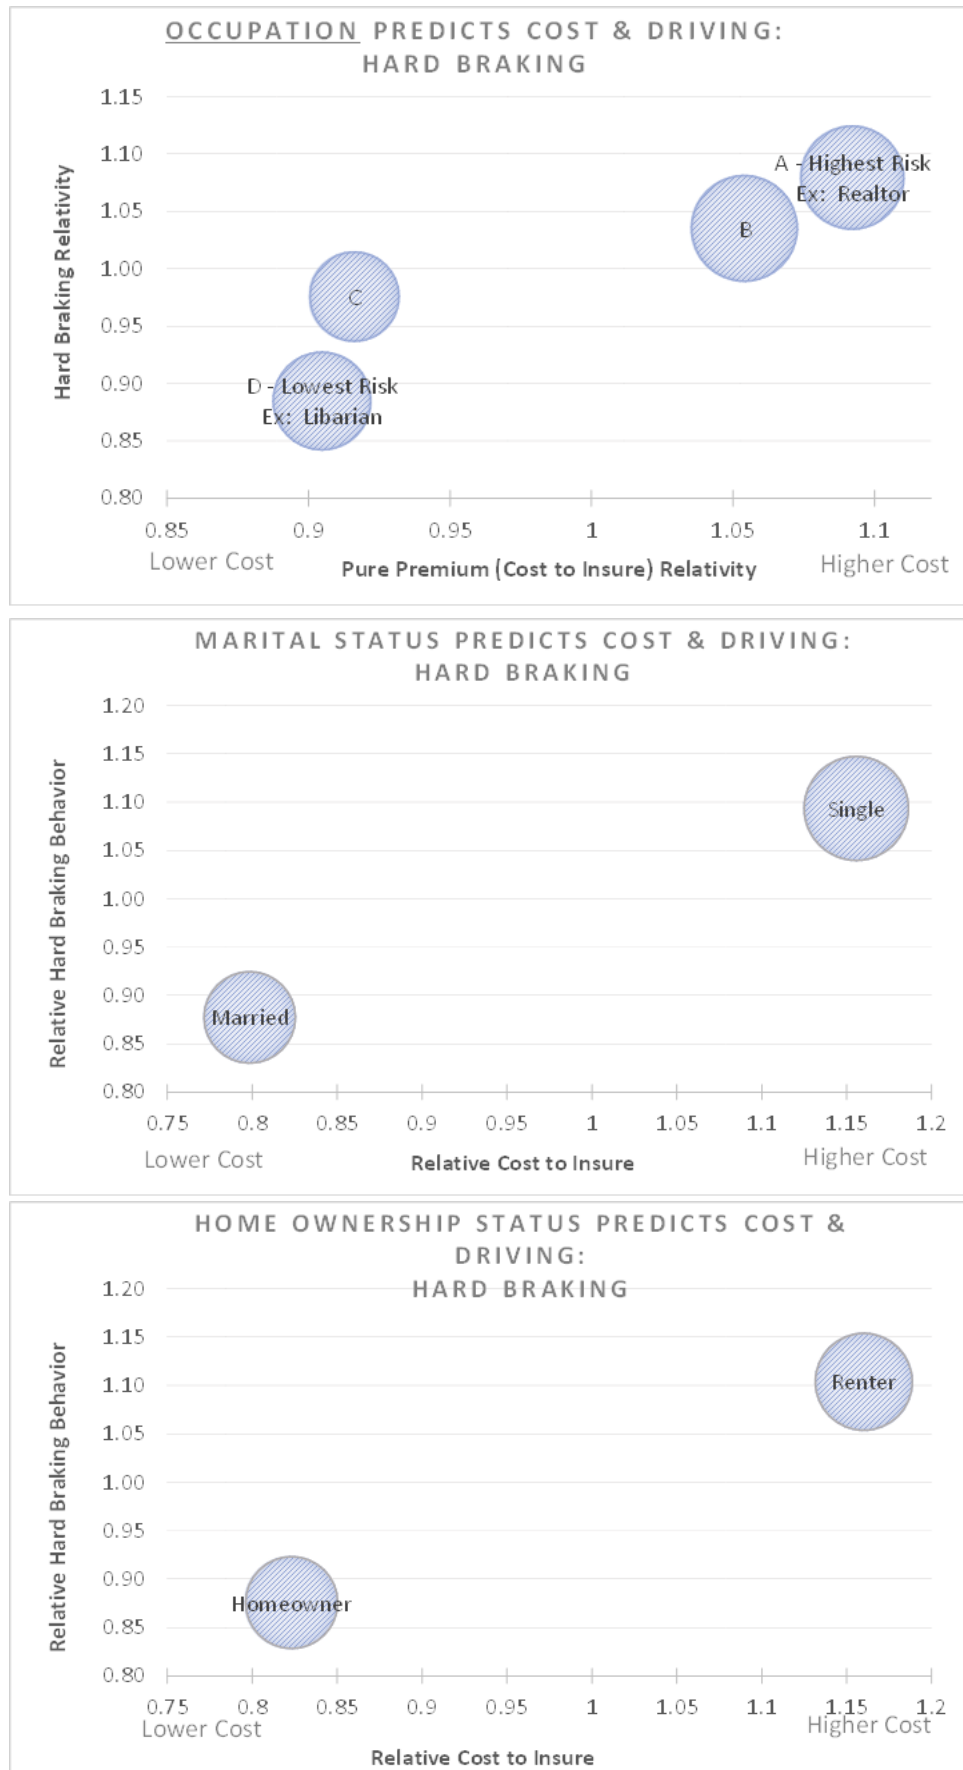 OCCUPATION PREDICTS COST & DRIVING:
HARD BRAKING
1.15
1.10
1.05
1.00
0.95
0.90
0.85
0.80
Hard Braking Relativity
A - Highest Risk
Ex: Realtor
B
C
D - Lowest Risk
Ex: Libarian
0.85 0.9 0.95 1 1.05 1.1
Lower Cost
Pure Premium (Cost to Insure) Relativity
Higher Cost
MARITAL STATUS PREDICTS COST & DRIVING:
HARD BRAKING
1.20
1.15
1.10
1.05
1.00
0.95
0.90
0.85
0.80
Relative Hard Braking Behavior
Single
Married
0.75 0.8 0.85 0.9 0.95 1 1.05 1.1 1.15 1.2
Lower Cost
Relative Cost to Insure
Higher Cost
HOME OWNERSHIP STATUS PREDICTS COST &
DRIVING:
HARD BRAKING
1.20
1.15
1.10
1.05
1.00
0.95
0.90
0.85
0.80
Relative Hard Braking Behavior
Renter
Homeowner
0.75 0.8 0.85 0.9 0.95 1 1.05 1.1 1.15 1.2
Lower Cost
Higher Cost
Relative Cost to Insure